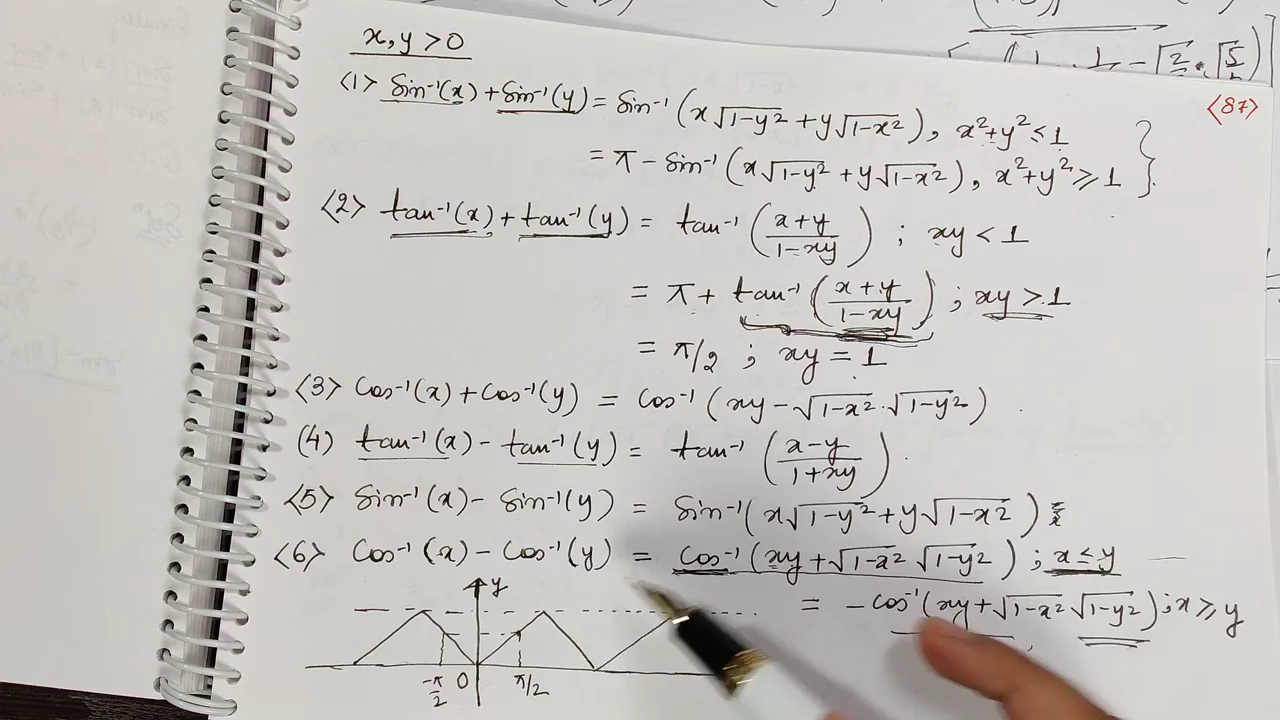 x, y > 0
<87>
<1> Sin⁻¹(x) + Sin⁻¹(y) = Sin⁻¹(x√1-y² + y√1-x²), x²+y² ≤ 1
= π - Sin⁻¹(x√1-y² + y√1-x²), x²+y² ≥ 1 }
<2> tan⁻¹(x) + tan⁻¹(y) = tan⁻¹(x+y/1-xy) ; xy < 1
= π + tan⁻¹(x+y/1-xy) ; xy > 1
= π/2 ; xy = 1
<3> Cos⁻¹(x) + Cos⁻¹(y) = Cos⁻¹(xy - √1-x² · √1-y²)
(4) tan⁻¹(x) - tan⁻¹(y) = tan⁻¹(x-y/1+xy)
<5> Sin⁻¹(x) - Sin⁻¹(y) = Sin⁻¹(x√1-y² + y√1-x²)
<6> Cos⁻¹(x) - Cos⁻¹(y) = Cos⁻¹(xy + √1-x² √1-y²) ; x ≤ y
= -Cos⁻¹(xy + √1-x² √1-y²) ; x ≥ y
y
-π/2 0 π/2